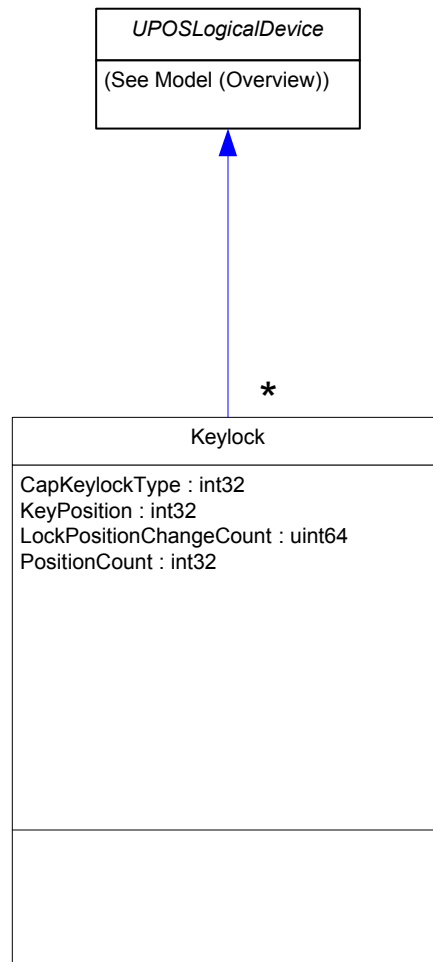 UPOSLogicalDevice
(See Model (Overview))
*
Keylock
CapKeylockType : int32
KeyPosition : int32
LockPositionChangeCount : uint64
PositionCount : int32